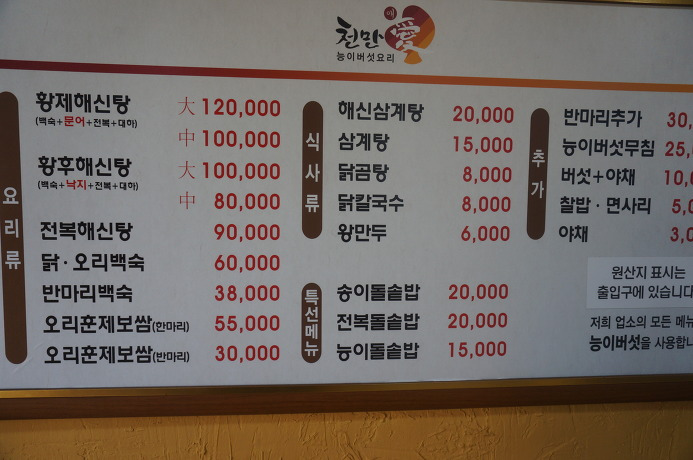 천만 애 愛
능이버섯요리
요리류
황제해신탕 大 120,000
(백숙+문어+전복+대하)
中 100,000
황후해신탕 大 100,000
(백숙+낙지+전복+대하)
中 80,000
전복해신탕 90,000
닭·오리백숙 60,000
반마리백숙 38,000
오리훈제보쌈(한마리) 55,000
오리훈제보쌈(반마리) 30,000
식사류
해신삼계탕 20,000
삼계탕 15,000
닭곰탕 8,000
닭칼국수 8,000
왕만두 6,000
특선메뉴
송이돌솥밥 20,000
전복돌솥밥 20,000
능이돌솥밥 15,000
추가
반마리추가 30,
능이버섯무침 25,
버섯+야채 10,
찰밥·면사리 5,
야채 3,
원산지 표시는
출입구에 있습니다
저희 업소의 모든 메뉴
능이버섯을 사용합니